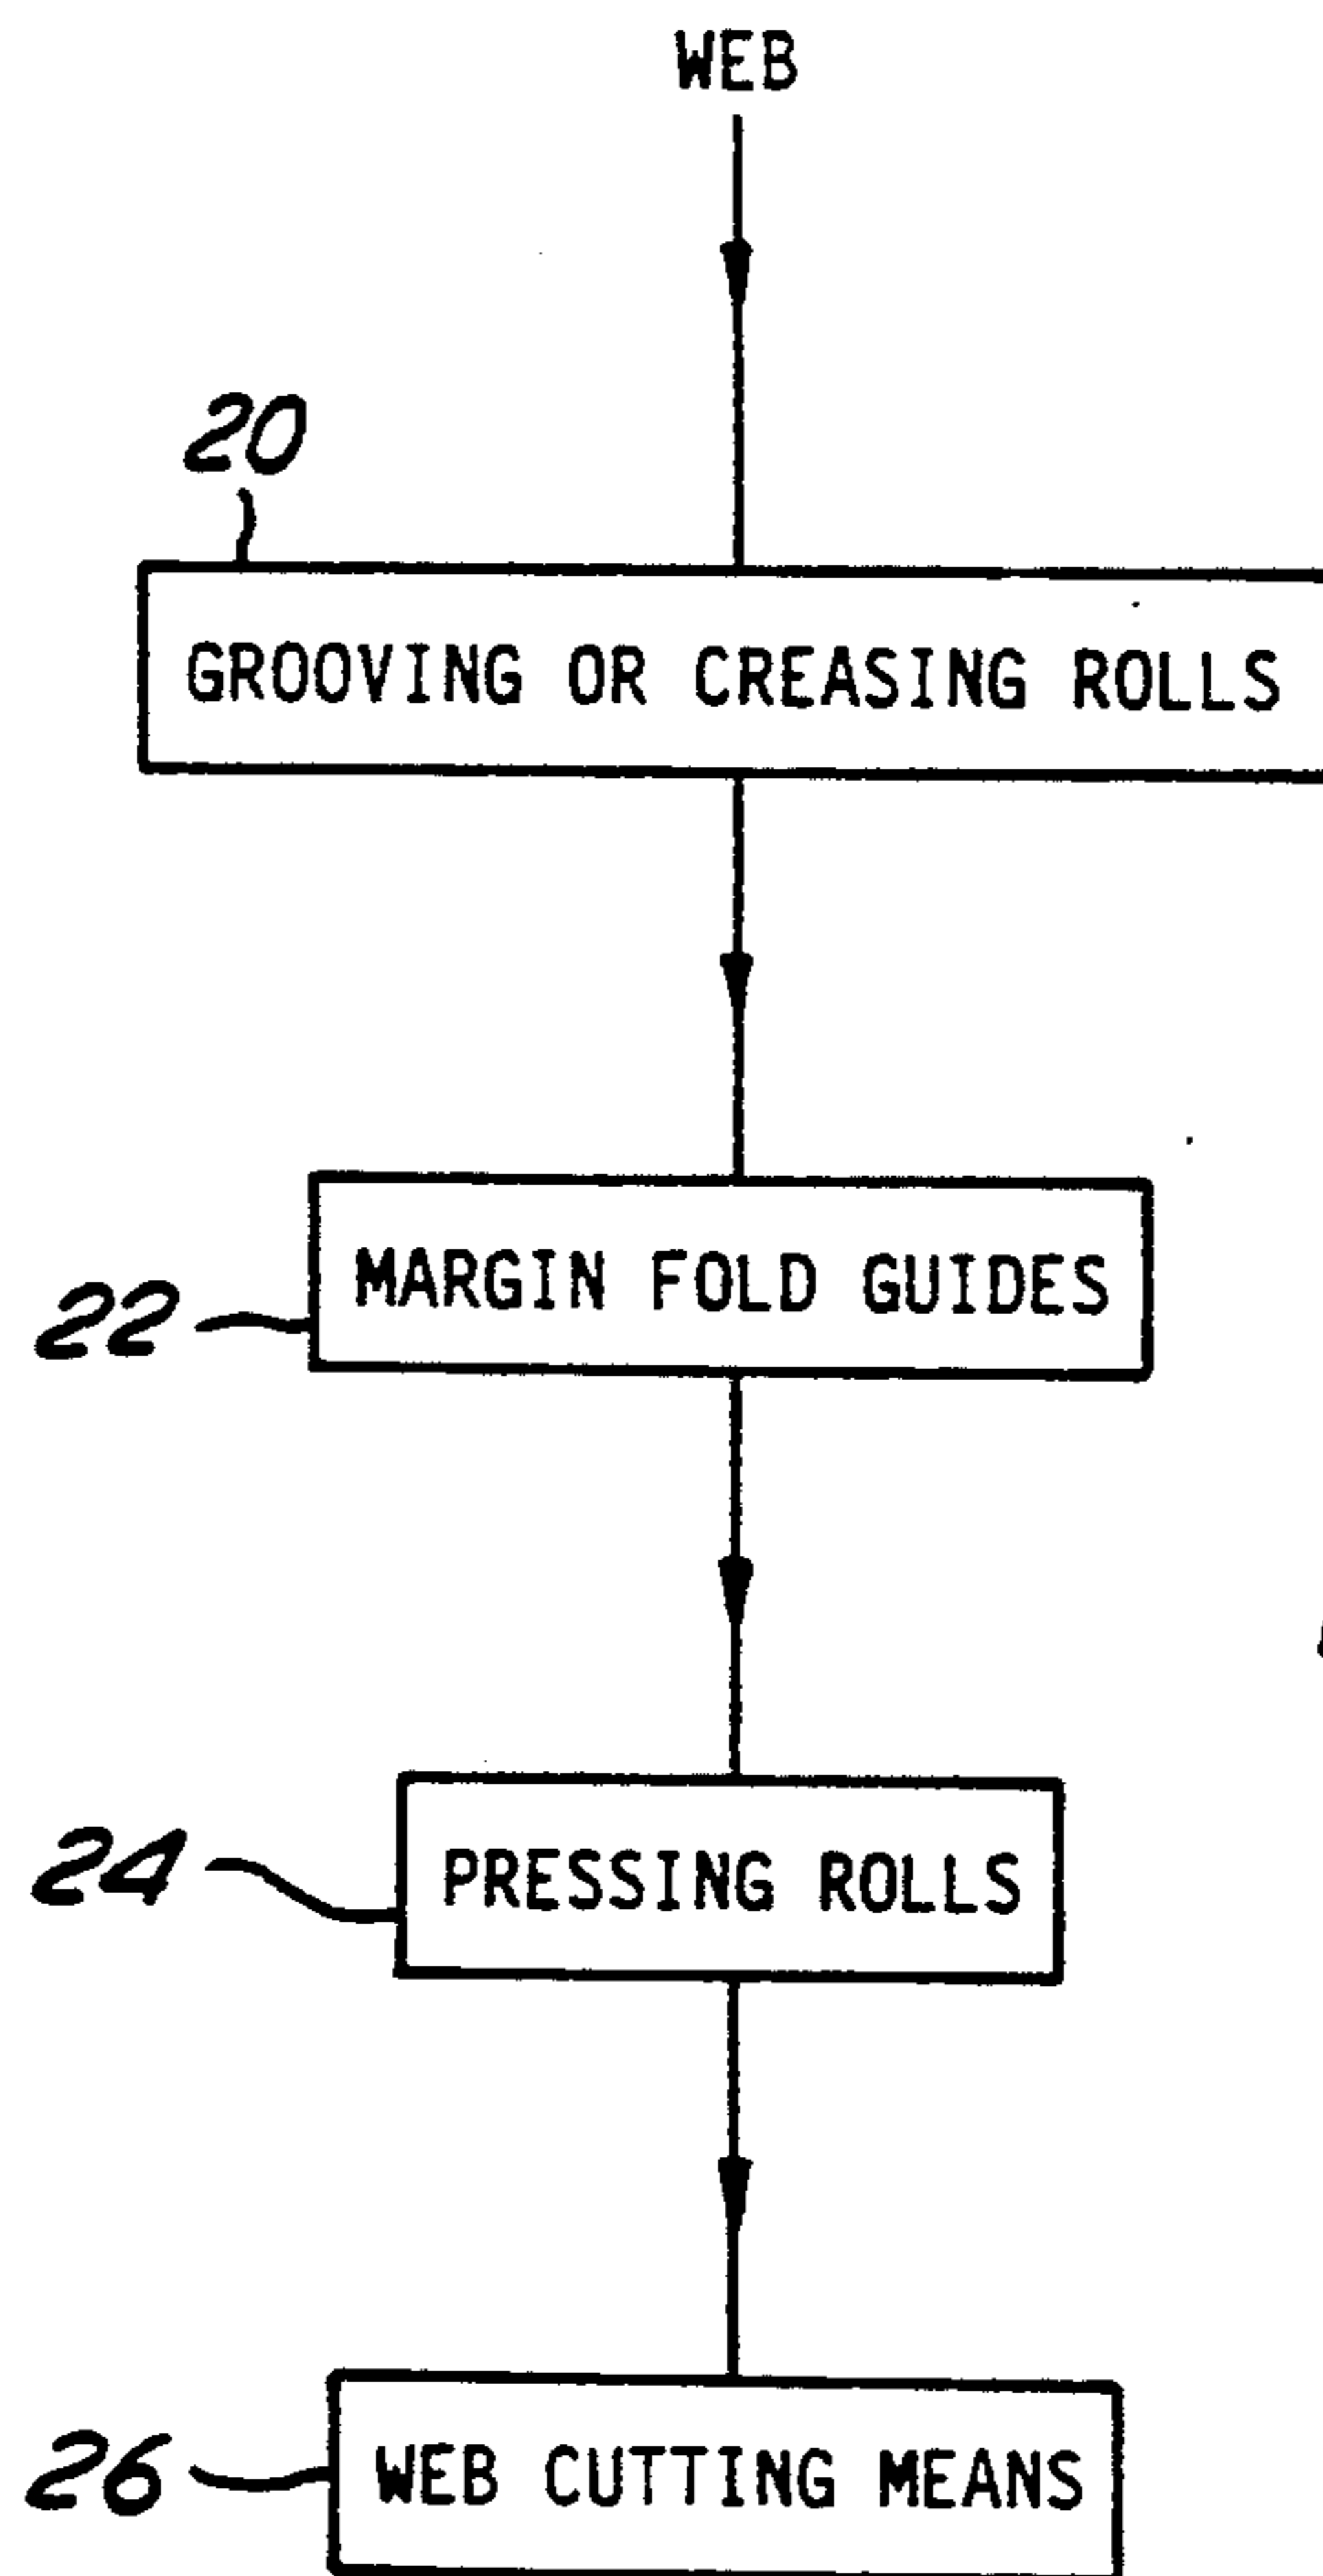 WEB
20
GROOVING OR CREASING ROLLS
22
MARGIN FOLD GUIDES
24
PRESSING ROLLS
26
WEB CUTTING MEANS